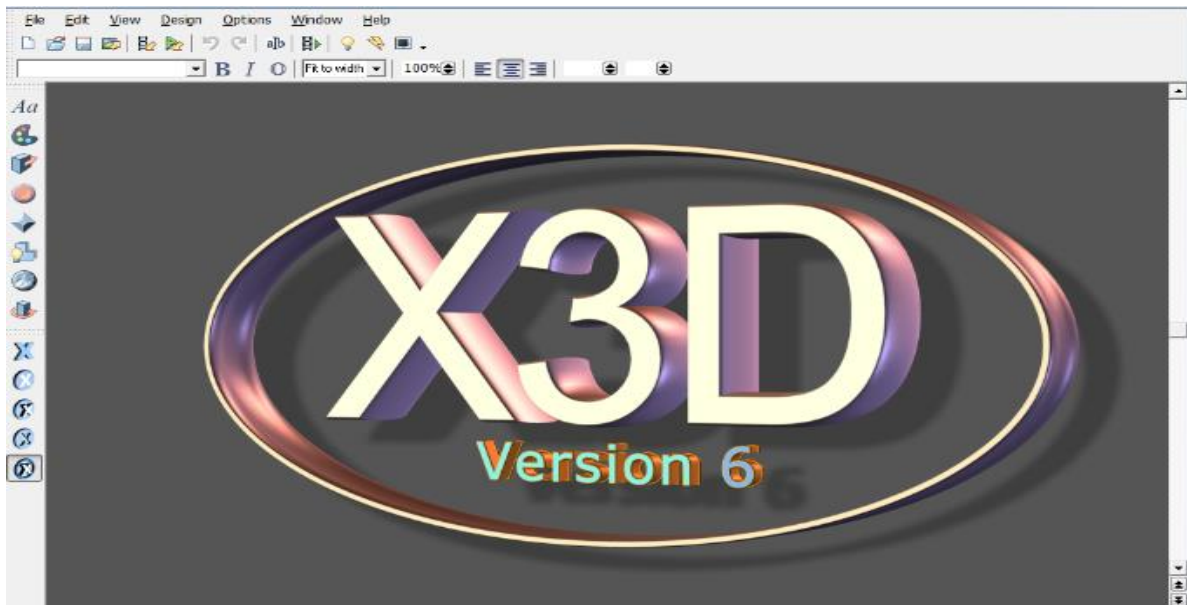 File Edit View Design Options Window Help
a|b
B I O Fit to width 100%
Aa
X3D
Version 6